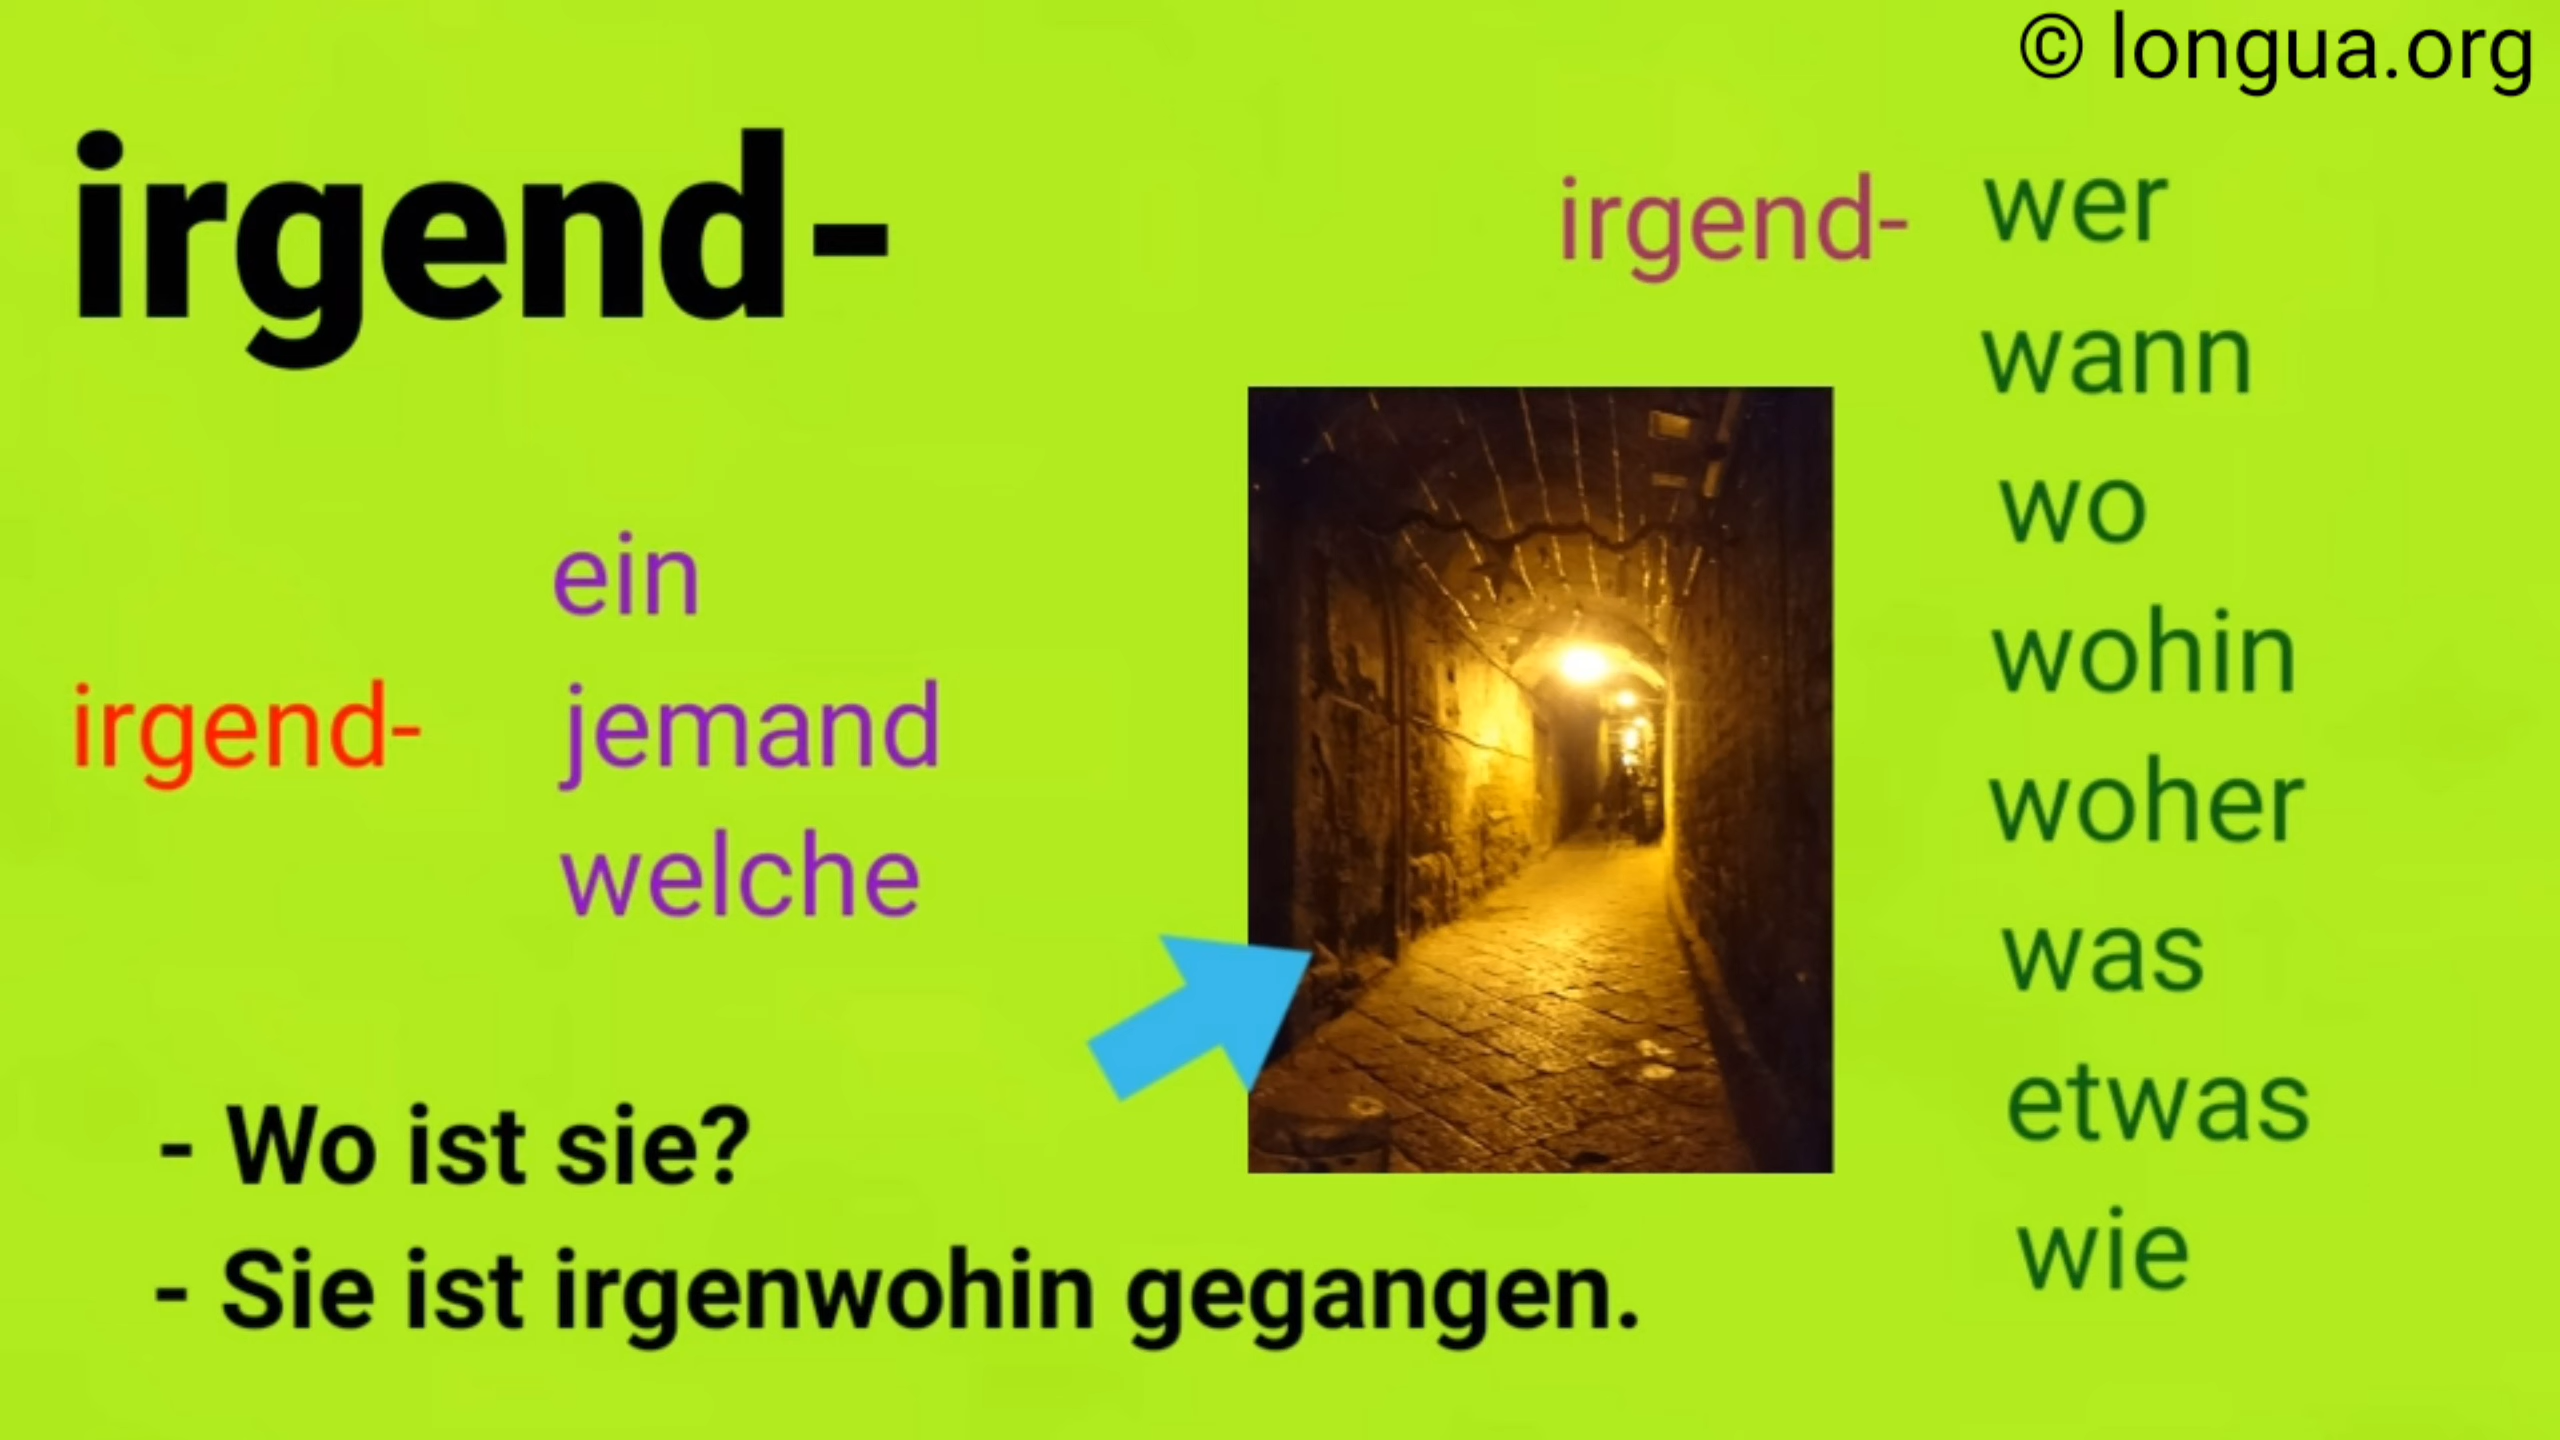 © longua.org
irgend-
irgend-
ein
jemand
welche
irgend-
wer
wann
wo
wohin
woher
was
etwas
wie
- Wo ist sie?
- Sie ist irgenwohin gegangen.